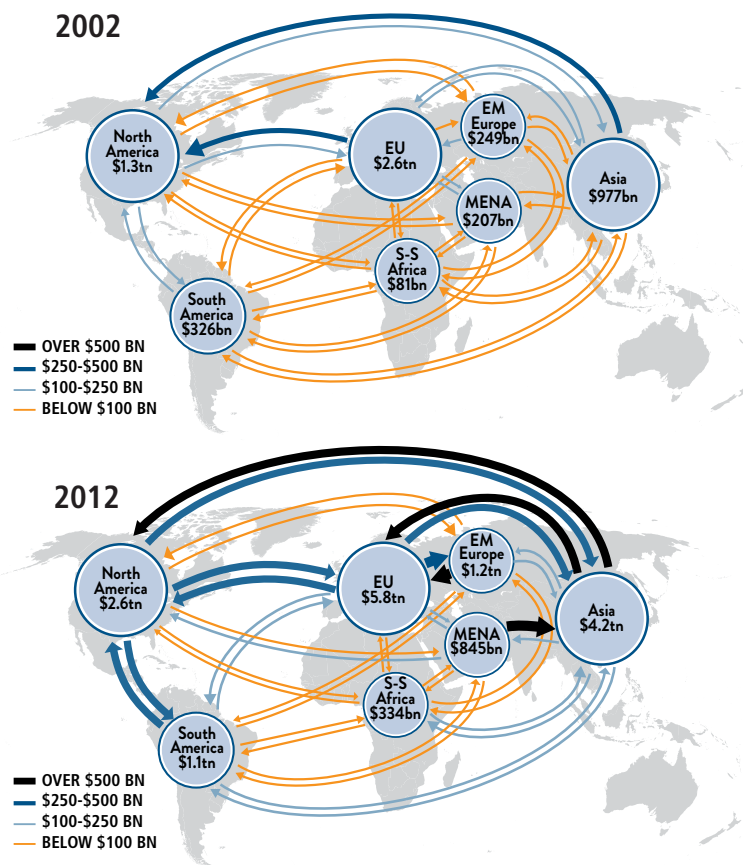 2002
North
America
$1.3tn
EU
$2.6tn
EM
Europe
$249bn
MENA
$207bn
Asia
$977bn
S-S
Africa
$81bn
South
America
$326bn
OVER $500 BN
$250-$500 BN
$100-$250 BN
BELOW $100 BN
2012
North
America
$2.6tn
EU
$5.8tn
EM
Europe
$1.2tn
MENA
$845bn
Asia
$4.2tn
S-S
Africa
$334bn
South
America
$1.1tn
OVER $500 BN
$250-$500 BN
$100-$250 BN
BELOW $100 BN